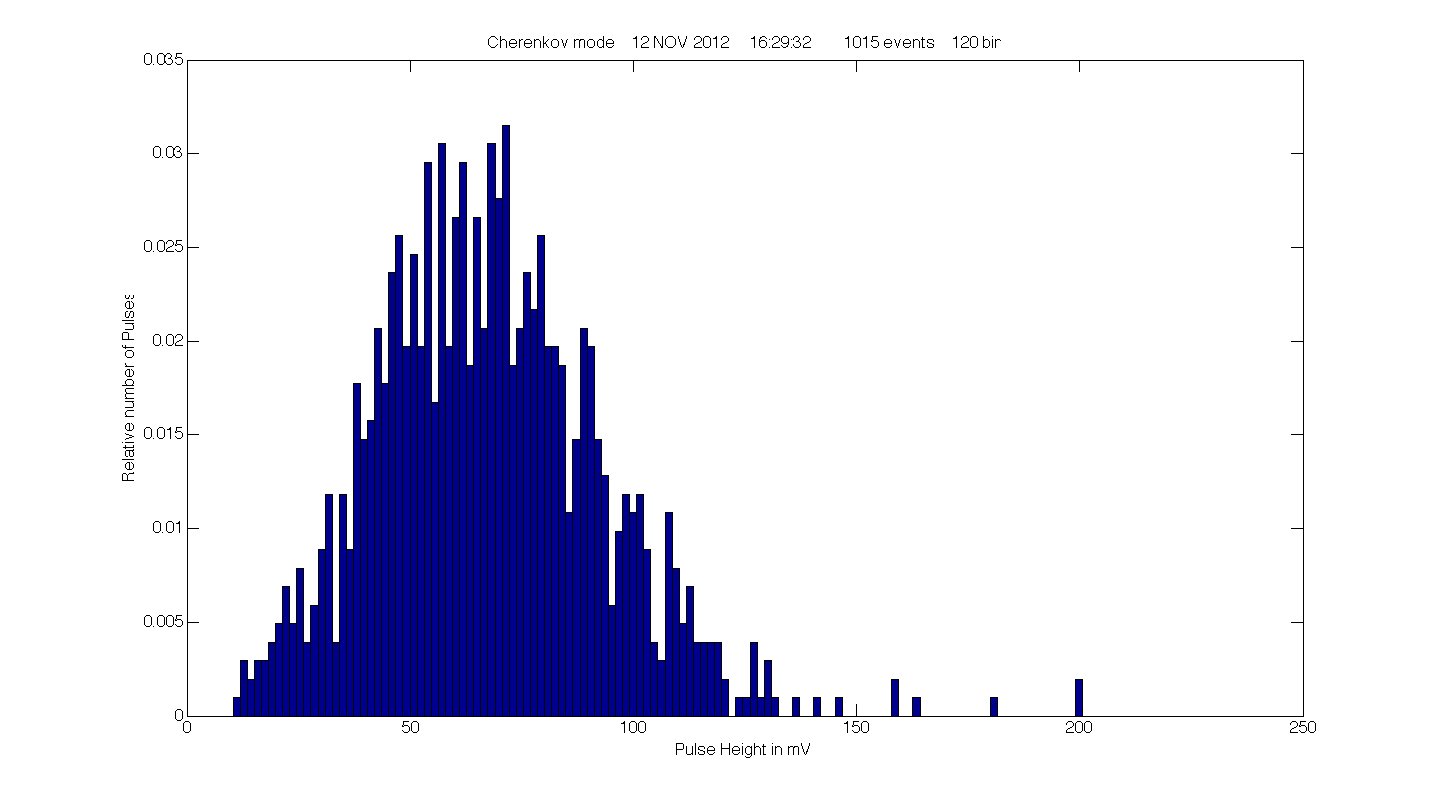 Cherenkov mode 12 NOV 2012 16:29:32 1015 events 120 bin
0.035
0.03
0.025
0.02
0.015
0.01
0.005
0
Relative number of Pulses
0 50 100 150 200 250
Pulse Height in mV